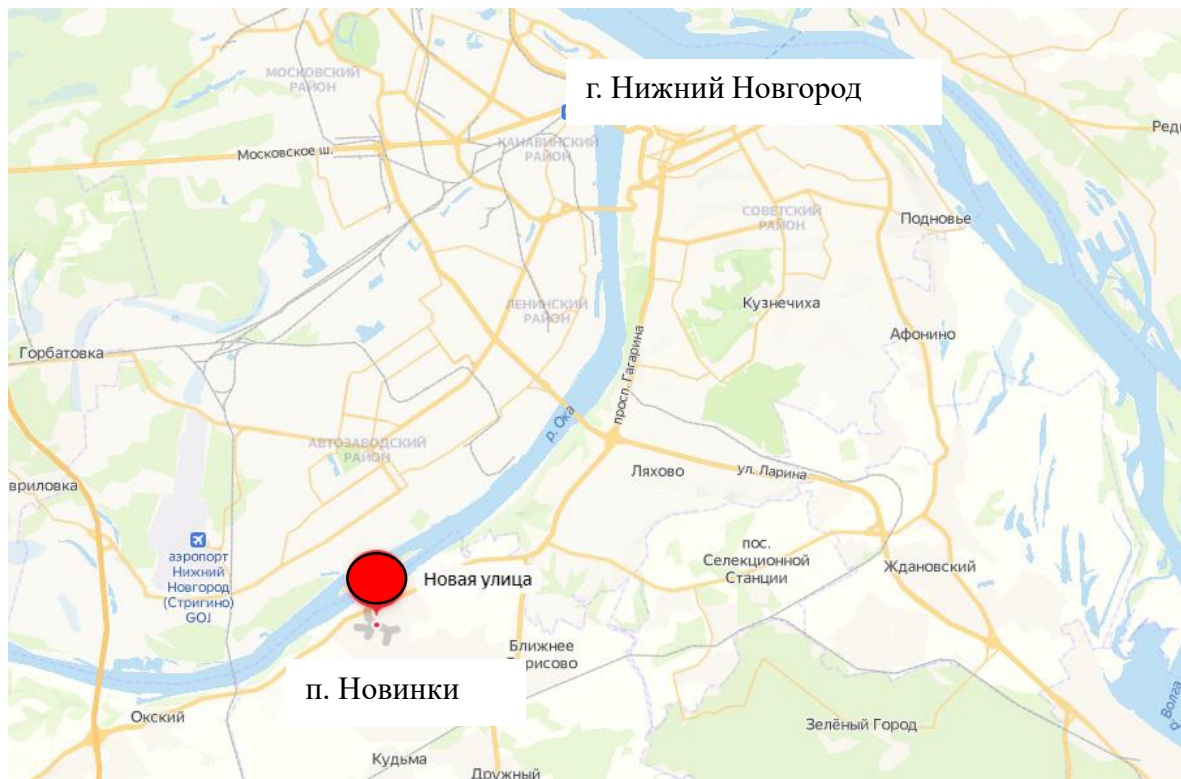 г. Нижний Новгород
МОСКОВСКИЙ
РАЙОН
КАНАВИНСКИЙ
РАЙОН
Московское ш.
СОВЕТСКИЙ
РАЙОН
Подновье
ЛЕНИНСКИЙ
РАЙОН
Кузнечиха
Афонино
Горбатовка
просп. Гагарина
р. Ока
АВТОЗАВОДСКИЙ
РАЙОН
Ляхово
ул. Ларина
вриловка
аэропорт
Нижний
Новгород
(Стригино)
GOJ
пос.
Селекционной
Станции
Ждановский
Новая улица
Ближнее
рисово
п. Новинки
Окский
Зелёный Город
р. Волга
Кудьма
Дружный